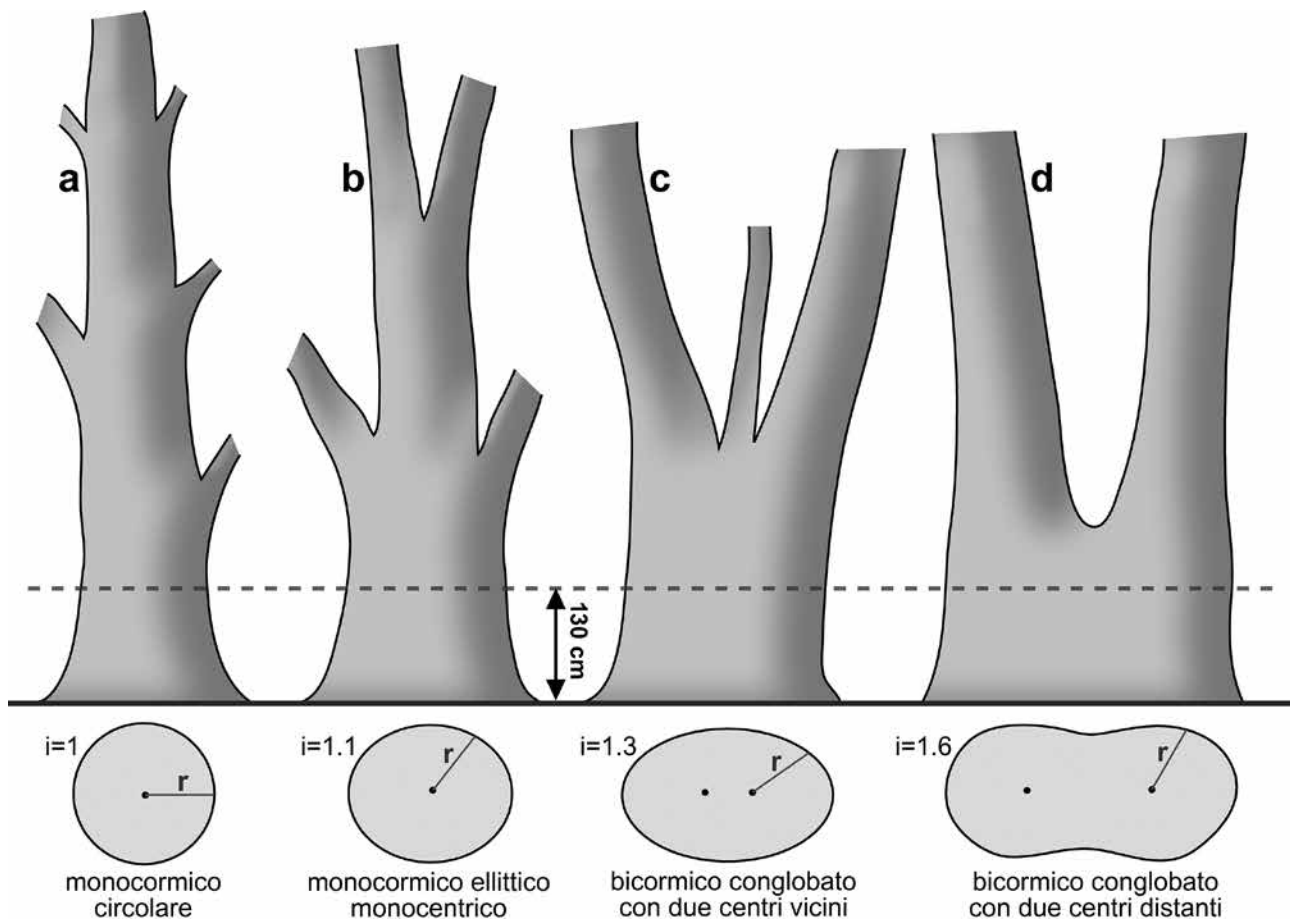 a
b
c
d
130 cm
i=1
r
i=1.1
r
i=1.3
r
i=1.6
r
monocormico
circolare
monocormico ellittico
monocentrico
bicormico conglobato
con due centri vicini
bicormico conglobato
con due centri distanti